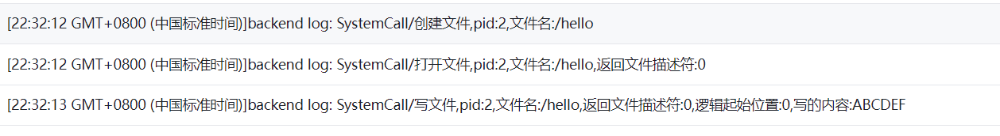 [22:32:12 GMT+0800 (中国标准时间)]backend log: SystemCall/创建文件,pid:2,文件名:/hello
[22:32:12 GMT+0800 (中国标准时间)]backend log: SystemCall/打开文件,pid:2,文件名:/hello,返回文件描述符:0
[22:32:13 GMT+0800 (中国标准时间)]backend log: SystemCall/写文件,pid:2,文件名:/hello,返回文件描述符:0,逻辑起始位置:0,写的内容:ABCDEF